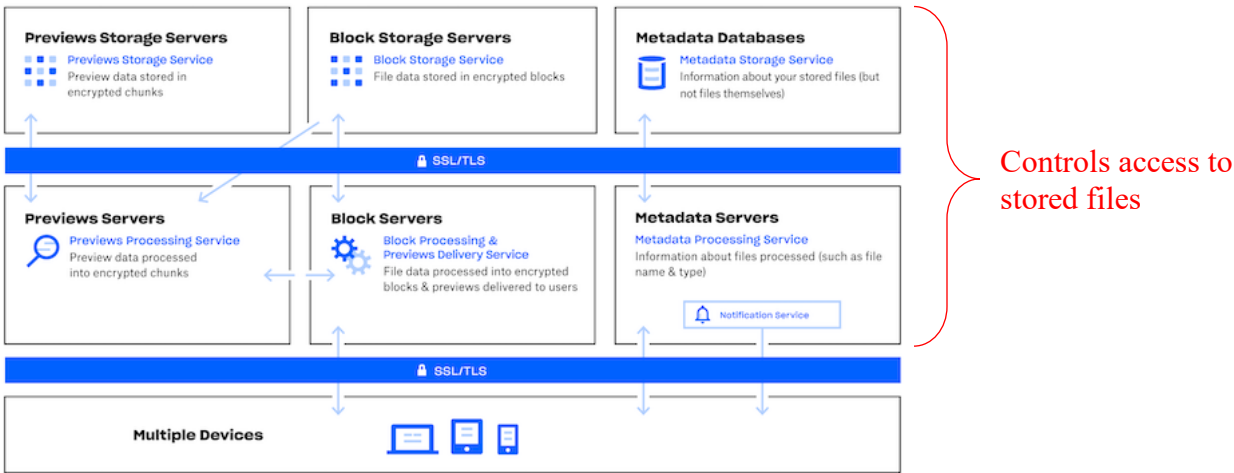 Previews Storage Servers
Previews Storage Service
Preview data stored in
encrypted chunks
Block Storage Servers
Block Storage Service
File data stored in encrypted blocks
Metadata Databases
Metadata Storage Service
Information about your stored files (but
not files themselves)
SSL/TLS
Controls access to
stored files
Previews Servers
Previews Processing Service
Preview data processed
into encrypted chunks
Block Servers
Block Processing &
Previews Delivery Service
File data processed into encrypted
blocks & previews delivered to users
Metadata Servers
Metadata Processing Service
Information about files processed (such as file
name & type)
Notification Service
SSL/TLS
Multiple Devices